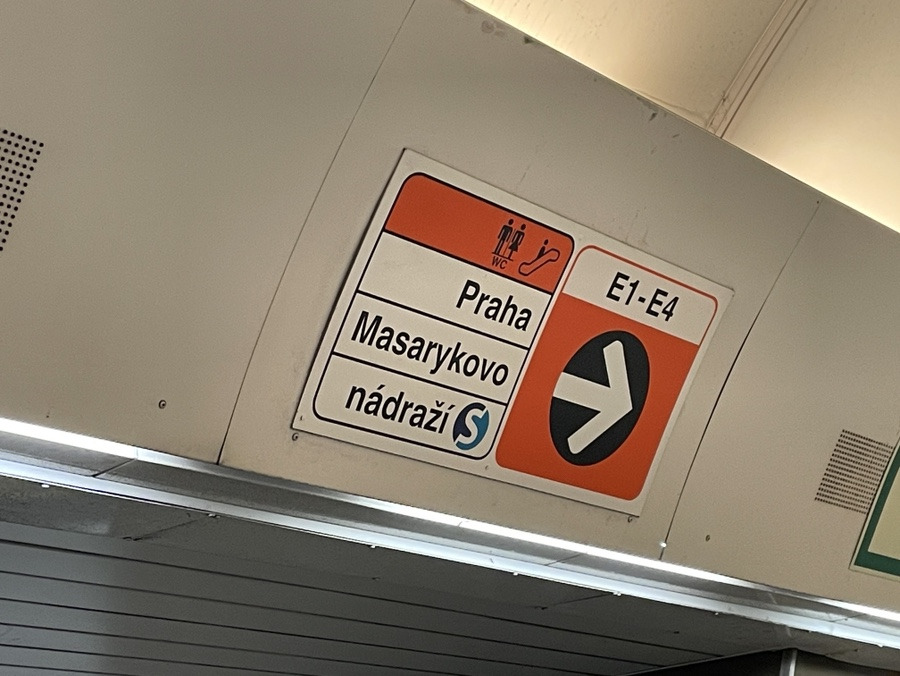 WC
Praha
Masarykovo
nádraží S
E1-E4